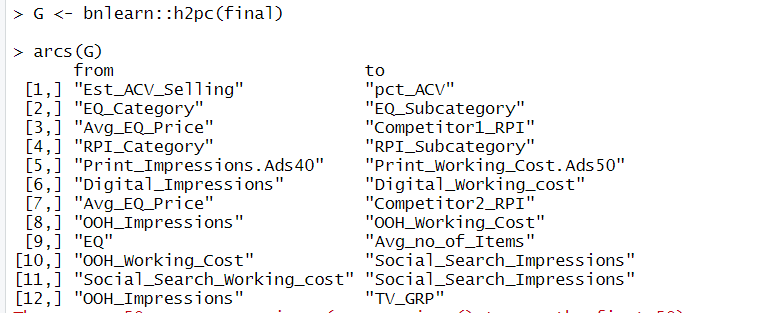 > G <- bnlearn::h2pc(final)
> arcs(G)
from to
[1,] "Est_ACV_Selling" "pct_ACV"
[2,] "EQ_Category" "EQ_Subcategory"
[3,] "Avg_EQ_Price" "Competitor1_RPI"
[4,] "RPI_Category" "RPI_Subcategory"
[5,] "Print_Impressions.Ads40" "Print_Working_Cost.Ads50"
[6,] "Digital_Impressions" "Digital_Working_cost"
[7,] "Avg_EQ_Price" "Competitor2_RPI"
[8,] "OOH_Impressions" "OOH_Working_Cost"
[9,] "EQ" "Avg_no_of_Items"
[10,] "OOH_Working_Cost" "Social_Search_Impressions"
[11,] "Social_Search_Working_cost" "Social_Search_Impressions"
[12,] "OOH_Impressions" "TV_GRP"